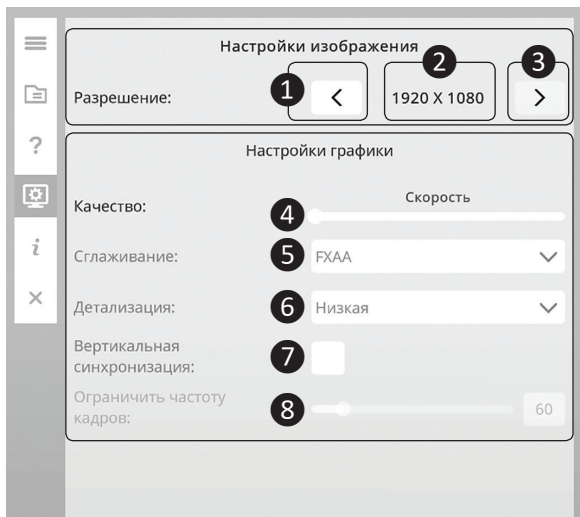 Настройки изображения
Разрешение:
1
<
2
1920 X 1080
3
>
Настройки графики
Качество:
Скорость
4
?
Сглаживание:
5
FXAA
i
Детализация:
6
Низкая
Вертикальная
синхронизация:
7
Ограничить частоту
кадров:
8
60